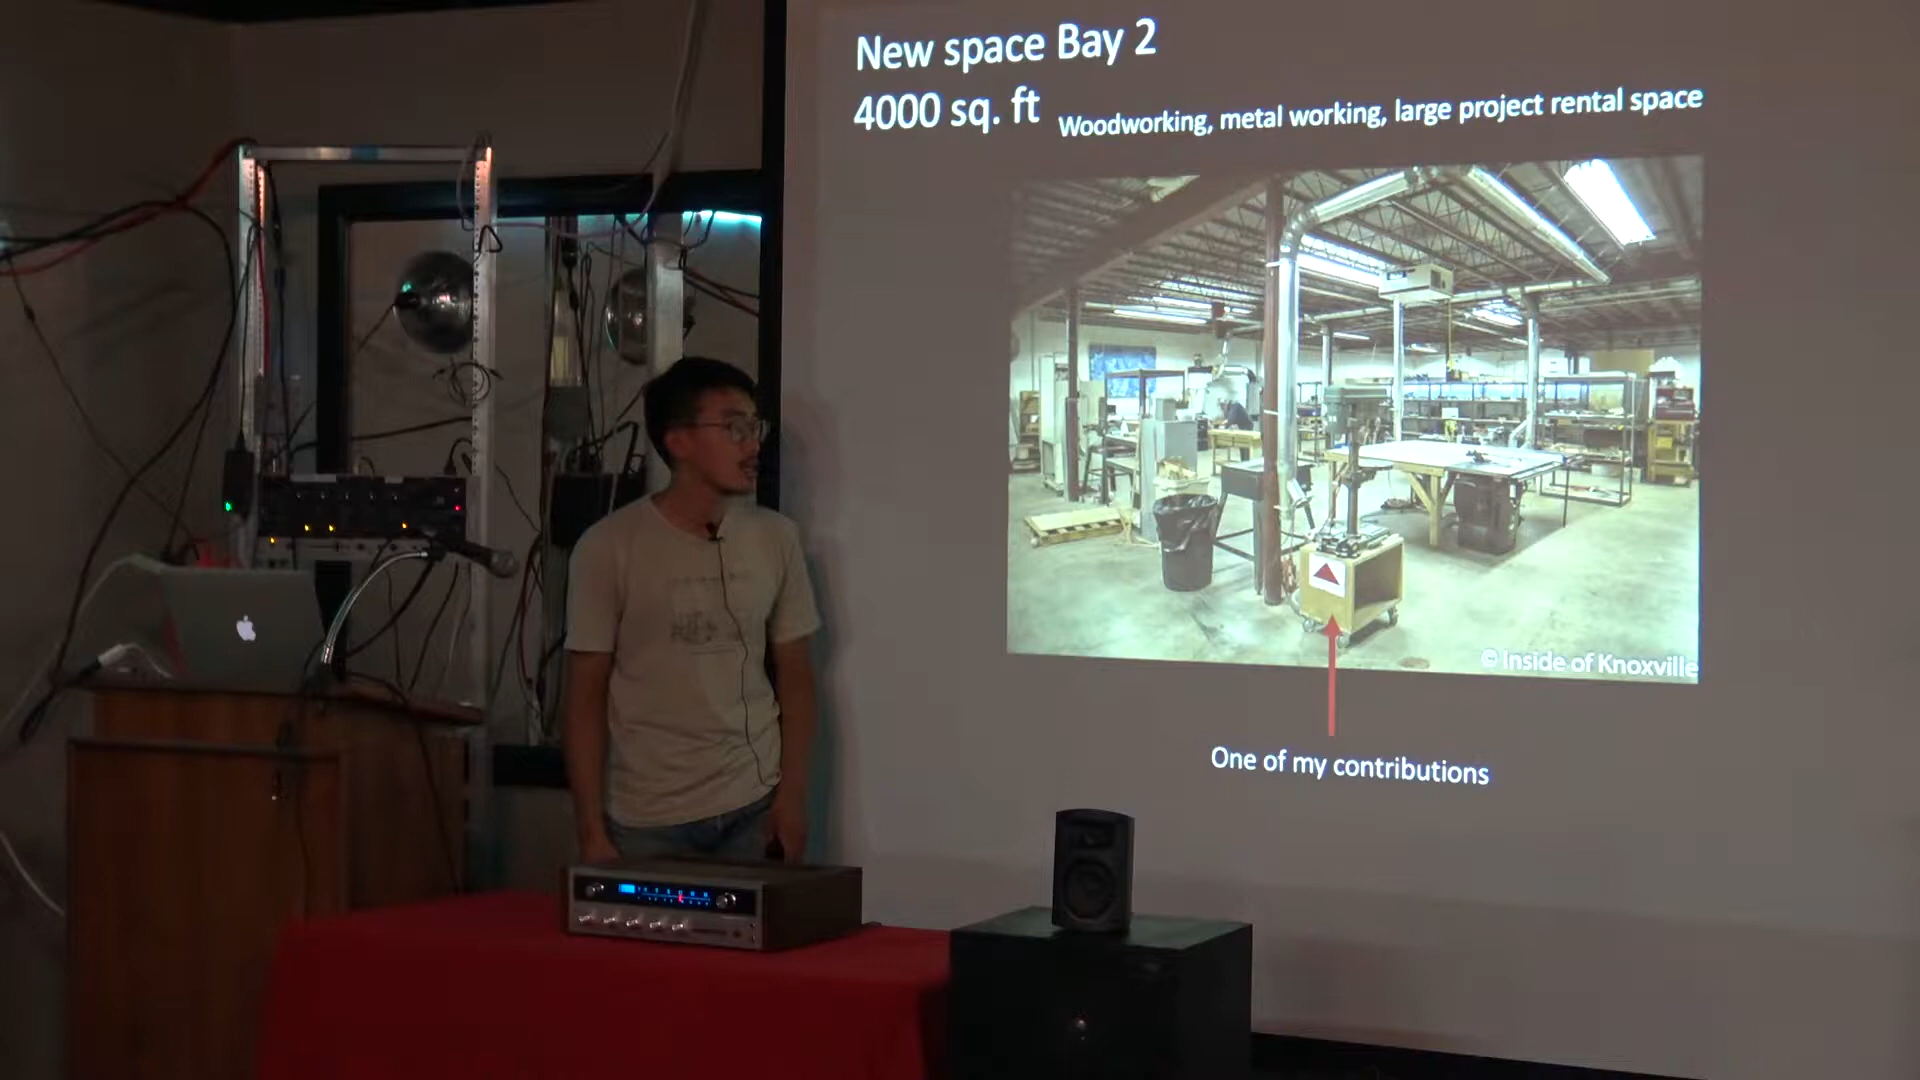 New space Bay 2
4000 sq. ft
Woodworking, metal working, large project rental space
© Inside of Knoxville
One of my contributions